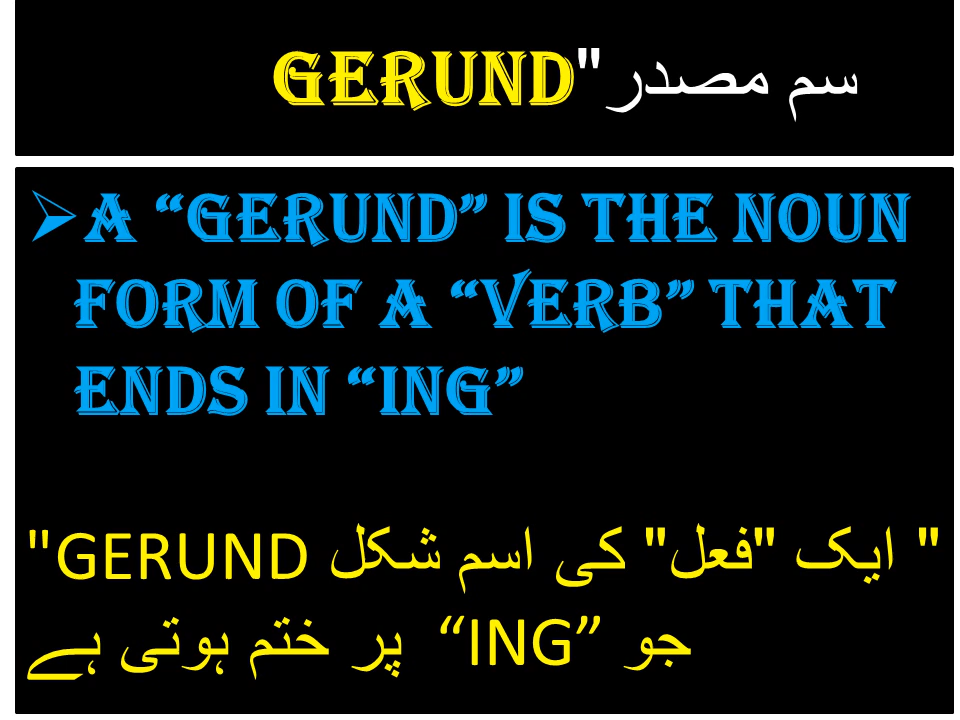 سم مصدر"GERUND
➢A “GERUND” IS THE NOUN
FORM OF A “VERB” THAT
ENDS IN “ING”
" ایک "فعل" کی اسم شکل GERUND"
جو “ING” پر ختم ہوتی ہے